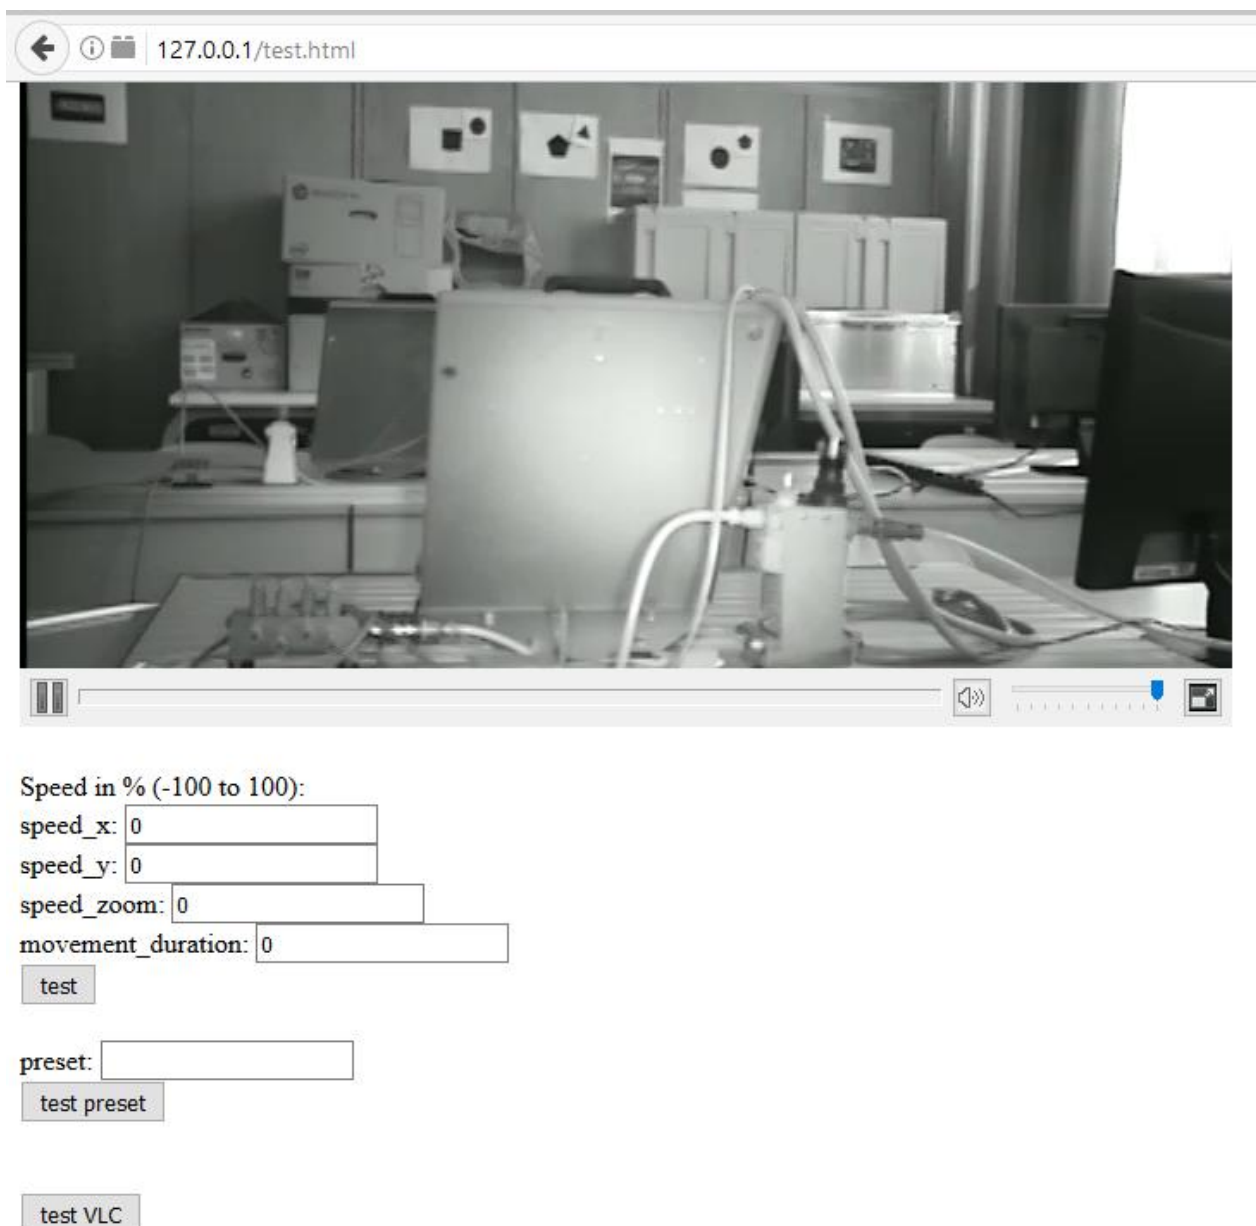 127.0.0.1/test.html
Speed in % (-100 to 100):
speed_x: 0
speed_y: 0
speed_zoom: 0
movement_duration: 0
test
preset:
test preset
test VLC